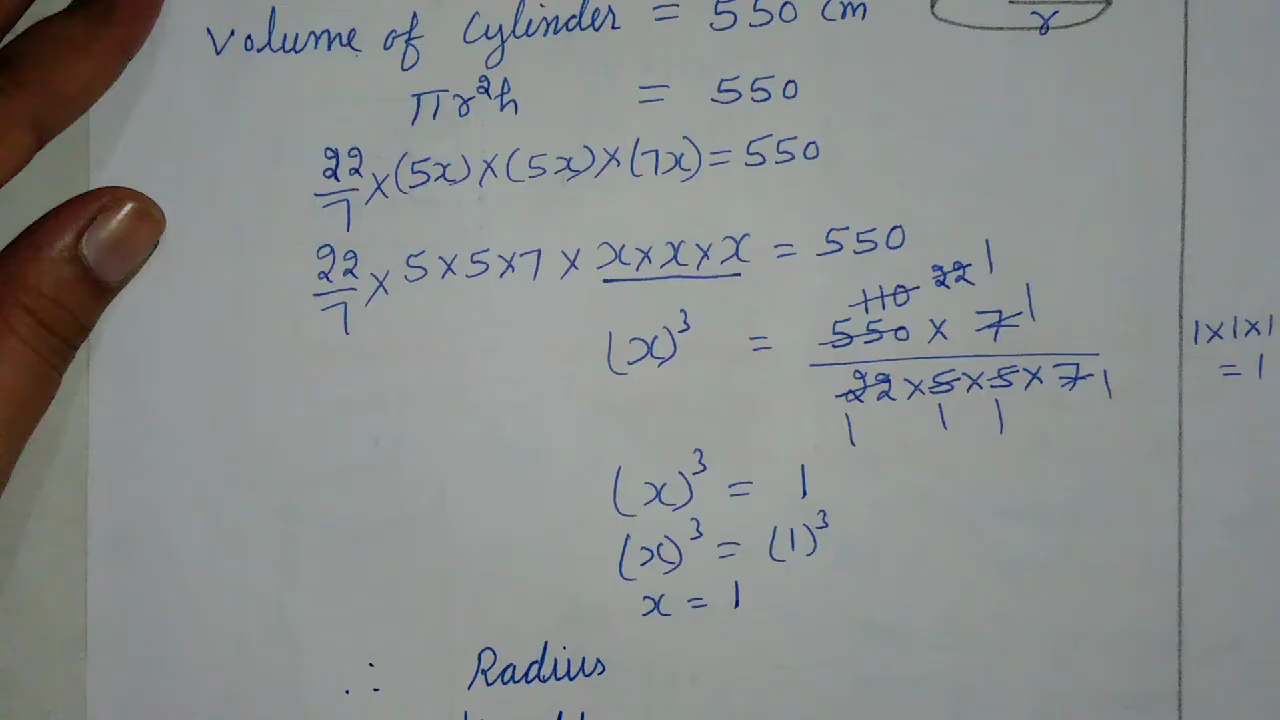 Volume of Cylinder = 550 cm
r
πr²h = 550
22/7 × (5x) × (5x) × (7x) = 550
22/7 × 5 × 5 × 7 × x × x × x = 550
110 22 1
(x)³ = 550 × 7 1 / 22 × 5 × 5 × 7 1
1 1 1
1×1×1
= 1
(x)³ = 1
(x)³ = (1)³
x = 1
∴ Radius